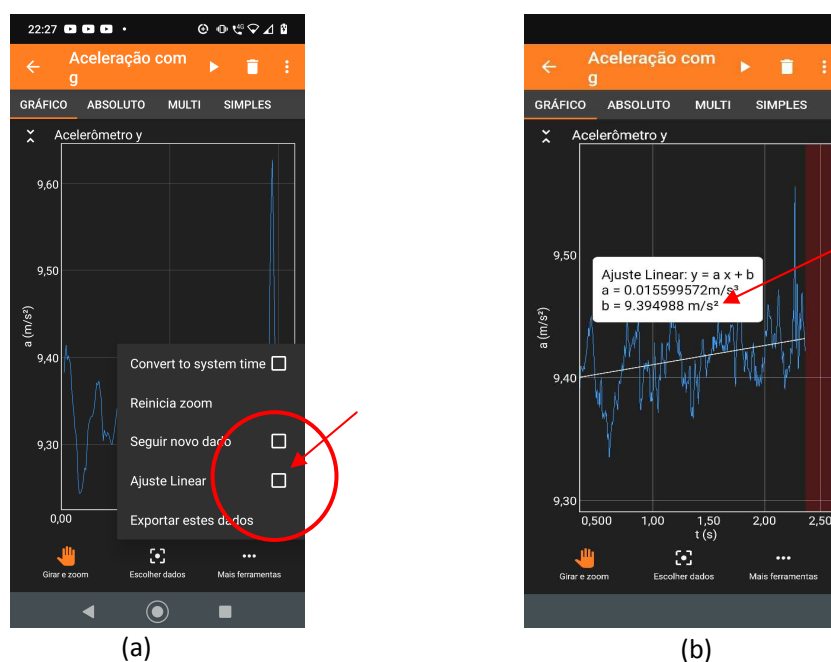 22:27
4G
Aceleração com
g
GRÁFICO ABSOLUTO MULTI SIMPLES
Acelerômetro y
9,60
9,50
9,40
9,30
a (m/s²)
0,00
Convert to system time
Reinicia zoom
Seguir novo dado
Ajuste Linear
Exportar estes dados
Girar e zoom Escolher dados Mais ferramentas
(a)
Aceleração com
g
GRÁFICO ABSOLUTO MULTI SIMPLES
Acelerômetro y
9,50
9,40
9,30
a (m/s²)
Ajuste Linear: y = a x + b
a = 0.015599572m/s³
b = 9.394988 m/s²
0,500 1,00 1,50 2,00 2,50
t (s)
Girar e zoom Escolher dados Mais ferramentas
(b)